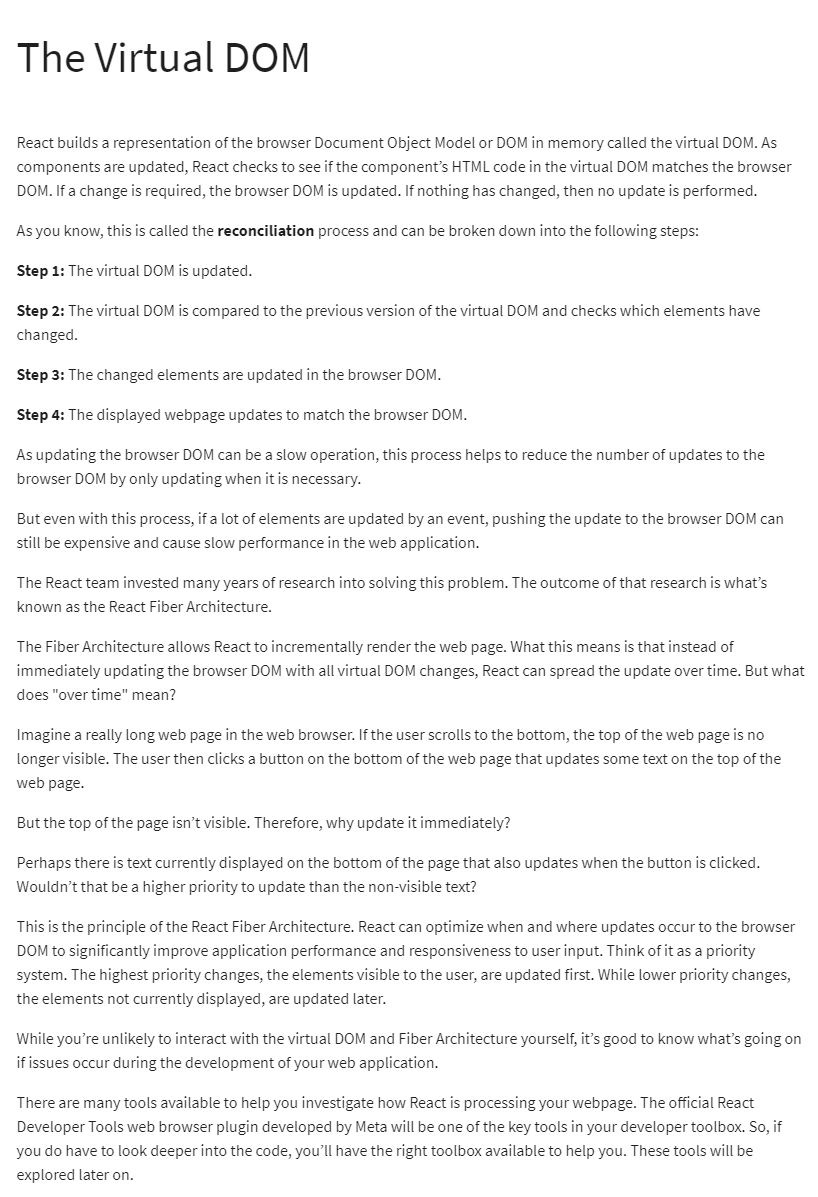 The Virtual DOM
React builds a representation of the browser Document Object Model or DOM in memory called the virtual DOM. As
components are updated, React checks to see if the component’s HTML code in the virtual DOM matches the browser
DOM. If a change is required, the browser DOM is updated. If nothing has changed, then no update is performed.
As you know, this is called the reconciliation process and can be broken down into the following steps:
Step 1: The virtual DOM is updated.
Step 2: The virtual DOM is compared to the previous version of the virtual DOM and checks which elements have
changed.
Step 3: The changed elements are updated in the browser DOM.
Step 4: The displayed webpage updates to match the browser DOM.
As updating the browser DOM can be a slow operation, this process helps to reduce the number of updates to the
browser DOM by only updating when it is necessary.
But even with this process, if a lot of elements are updated by an event, pushing the update to the browser DOM can
still be expensive and cause slow performance in the web application.
The React team invested many years of research into solving this problem. The outcome of that research is what’s
known as the React Fiber Architecture.
The Fiber Architecture allows React to incrementally render the web page. What this means is that instead of
immediately updating the browser DOM with all virtual DOM changes, React can spread the update over time. But what
does "over time" mean?
Imagine a really long web page in the web browser. If the user scrolls to the bottom, the top of the web page is no
longer visible. The user then clicks a button on the bottom of the web page that updates some text on the top of the
web page.
But the top of the page isn’t visible. Therefore, why update it immediately?
Perhaps there is text currently displayed on the bottom of the page that also updates when the button is clicked.
Wouldn’t that be a higher priority to update than the non-visible text?
This is the principle of the React Fiber Architecture. React can optimize when and where updates occur to the browser
DOM to significantly improve application performance and responsiveness to user input. Think of it as a priority
system. The highest priority changes, the elements visible to the user, are updated first. While lower priority changes,
the elements not currently displayed, are updated later.
While you’re unlikely to interact with the virtual DOM and Fiber Architecture yourself, it’s good to know what’s going on
if issues occur during the development of your web application.
There are many tools available to help you investigate how React is processing your webpage. The official React
Developer Tools web browser plugin developed by Meta will be one of the key tools in your developer toolbox. So, if
you do have to look deeper into the code, you’ll have the right toolbox available to help you. These tools will be
explored later on.